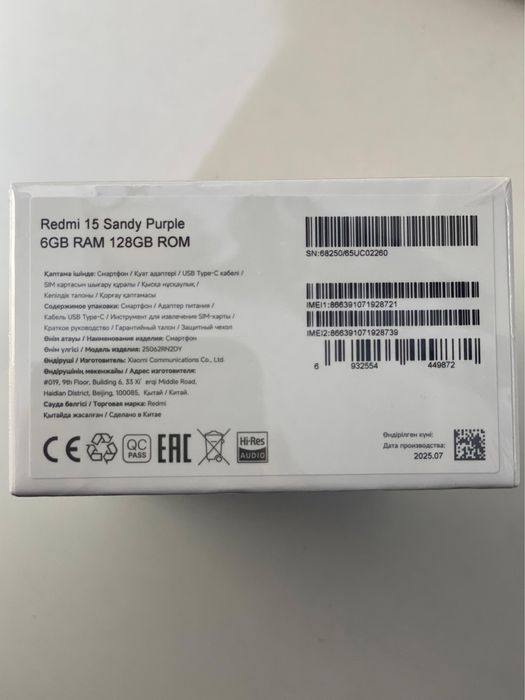 Redmi 15 Sandy Purple
6GB RAM 128GB ROM
Қаптама ішінде: Смартфон / Қуат адаптері / USB Type-C кабелі /
SIM картасын шығару құралы / Қысқа нұсқаулық /
Кепілдік талоны / Қорғау қаптамасы
Содержимое упаковки: Смартфон / Адаптер питания /
Кабель USB Type-C / Инструмент для извлечения SIM-карты /
Краткое руководство / Гарантийный талон / Защитный чехол
Өнім атауы / Наименование изделия: Смартфон
Өнім үлгісі / Модель изделия: 25062RN2DY
Өндіруші / Изготовитель: Xiaomi Communications Co., Ltd.
Өндірушінің мекенжайы / Адрес изготовителя:
#019, 9th Floor, Building 6, 33 Xi' erqi Middle Road,
Haidian District, Beijing, 100085, Қытай / Китай.
Сауда белгісі / Торговая марка: Redmi
Қытайда жасалған / Сделано в Китае
SN:68250/65UC02260
IMEI1:866391071928721
IMEI2:866391071928739
6 932554 449872
CE
QC
PASS
EAC
Hi-Res
AUDIO
Өндірілген күні:
Дата производства:
2025.07